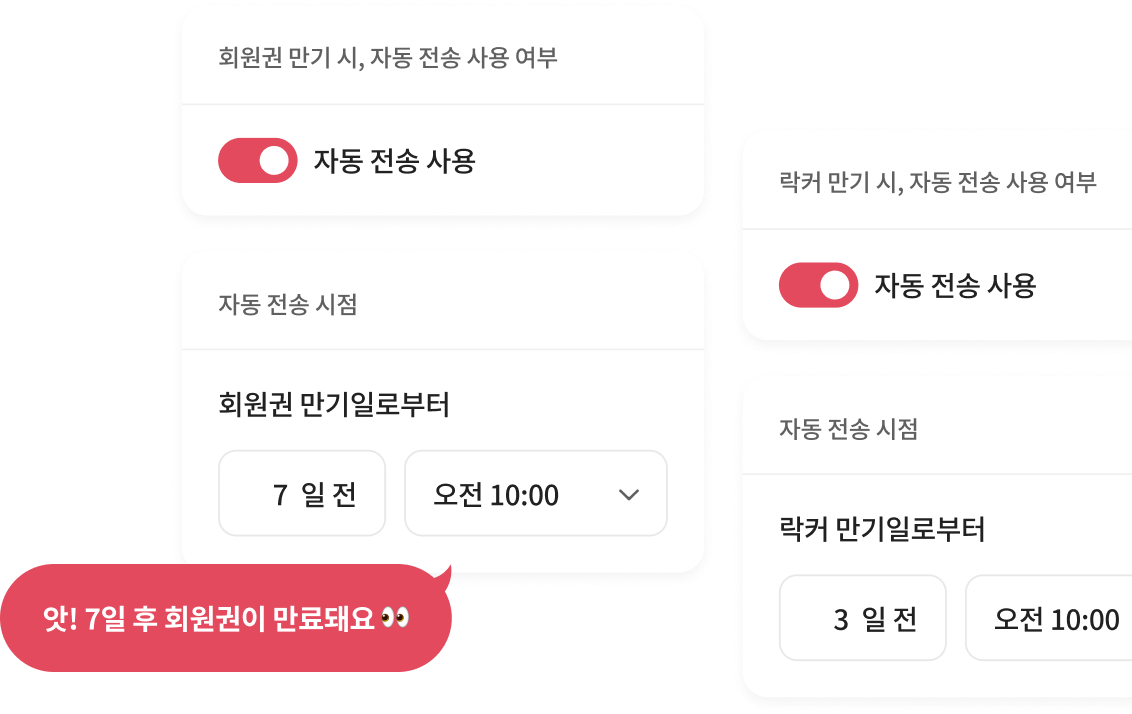 회원권 만기 시, 자동 전송 사용 여부
자동 전송 사용
자동 전송 시점
회원권 만기일로부터
7 일 전
오전 10:00
앗! 7일 후 회원권이 만료돼요👀
락커 만기 시, 자동 전송 사용 여부
자동 전송 사용
자동 전송 시점
락커 만기일로부터
3 일 전
오전 10:00